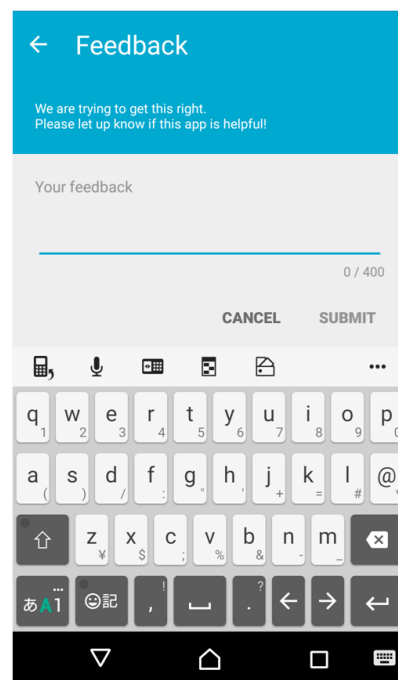 Feedback
We are trying to get this right.
Please let up know if this app is helpful!
Your feedback
0 / 400
CANCEL SUBMIT
q 1 w 2 e 3 r 4 t 5 y 6 u 7 i 8 o 9 p 0
a ( s ) d / f : g " h ' j + k = l # @
z ¥ x $ c ; v % b & n - m _
あA1 記 , ! . ?